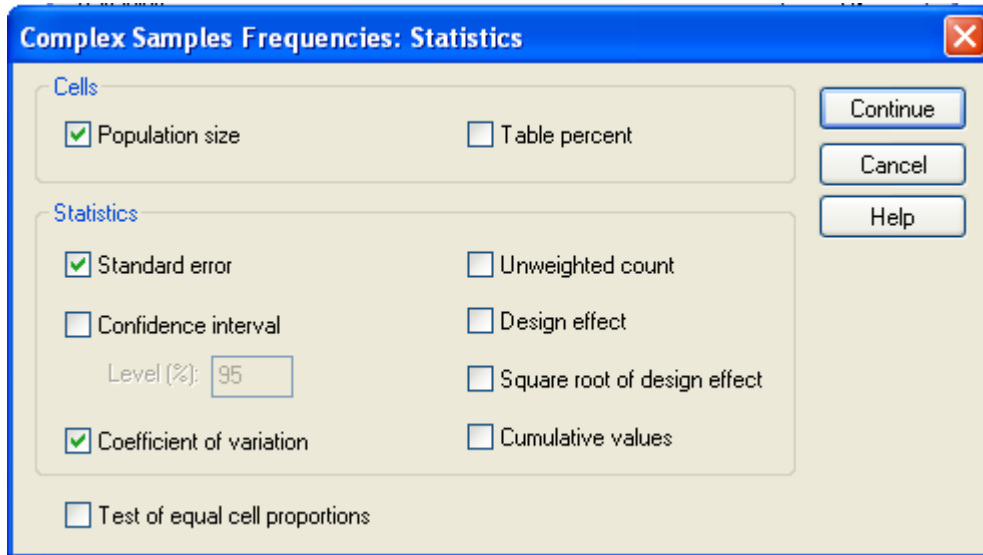 Complex Samples Frequencies: Statistics
Cells
Population size
Table percent
Continue
Cancel
Help
Statistics
Standard error
Unweighted count
Confidence interval
Design effect
Level (%): 95
Square root of design effect
Coefficient of variation
Cumulative values
Test of equal cell proportions